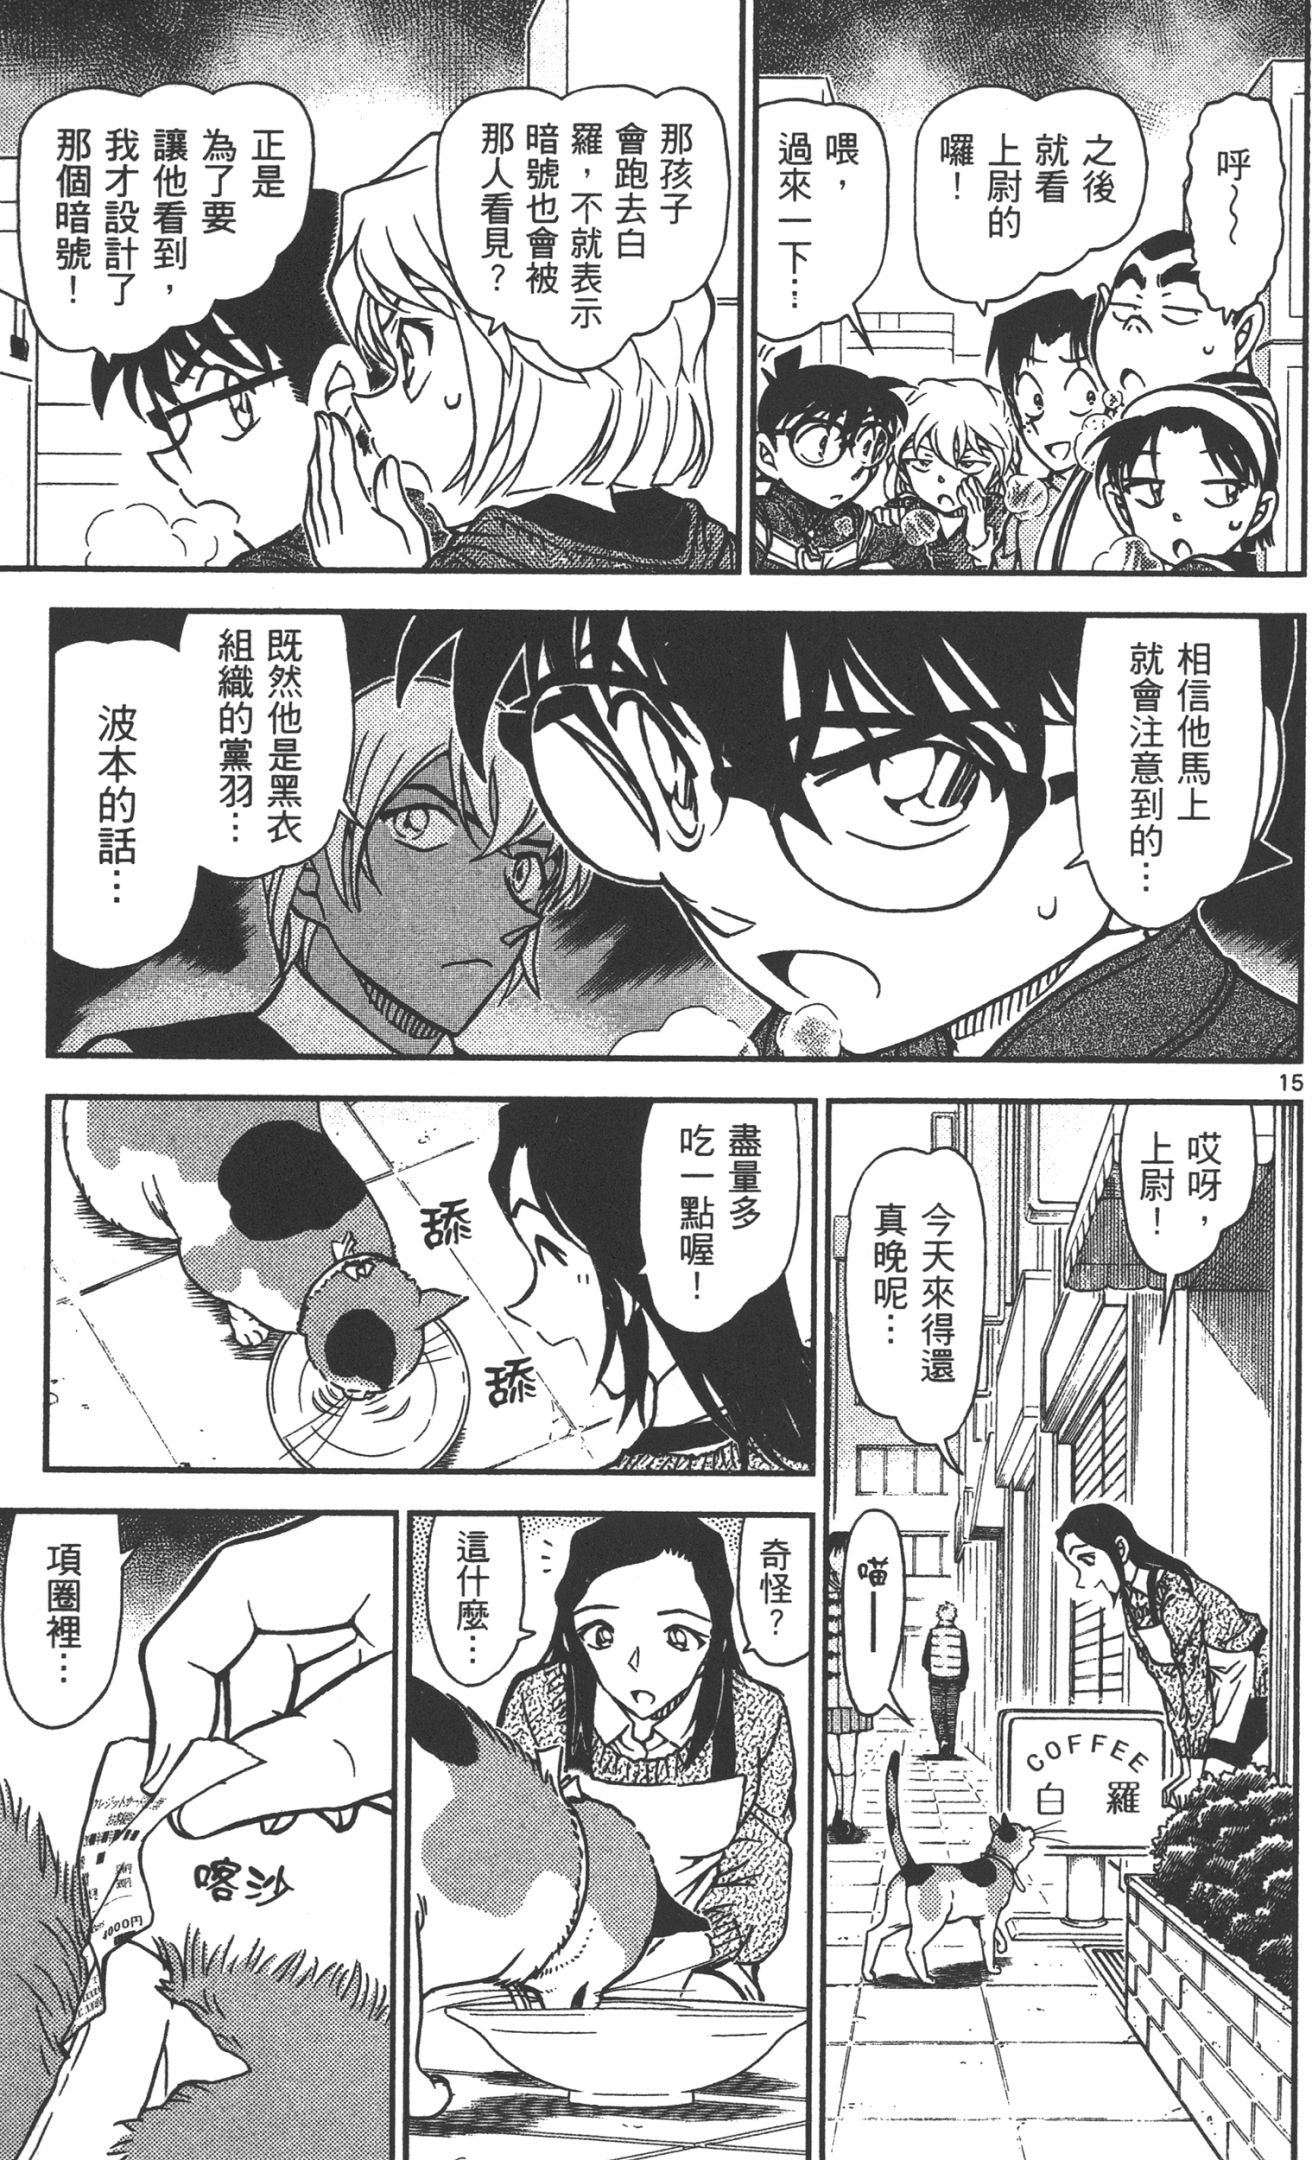 呼～
之後
就看
上尉的
囉！
喂，
過來一下…
那孩子
會跑去白
羅，不就表示
暗號也會被
那人看見？
正是
為了要
讓他看到，
我才設計了
那個暗號！
相信他馬上
就會注意到的…
既然他是黑衣
組織的黨羽…
波本的話…
15
哎呀，
上尉！
今天來得還
真晚呢…
喵——
COFFEE
白羅
盡量多
吃一點喔！
舔
舔
奇怪？
這什麼…
項圈裡…
喀沙
4000円